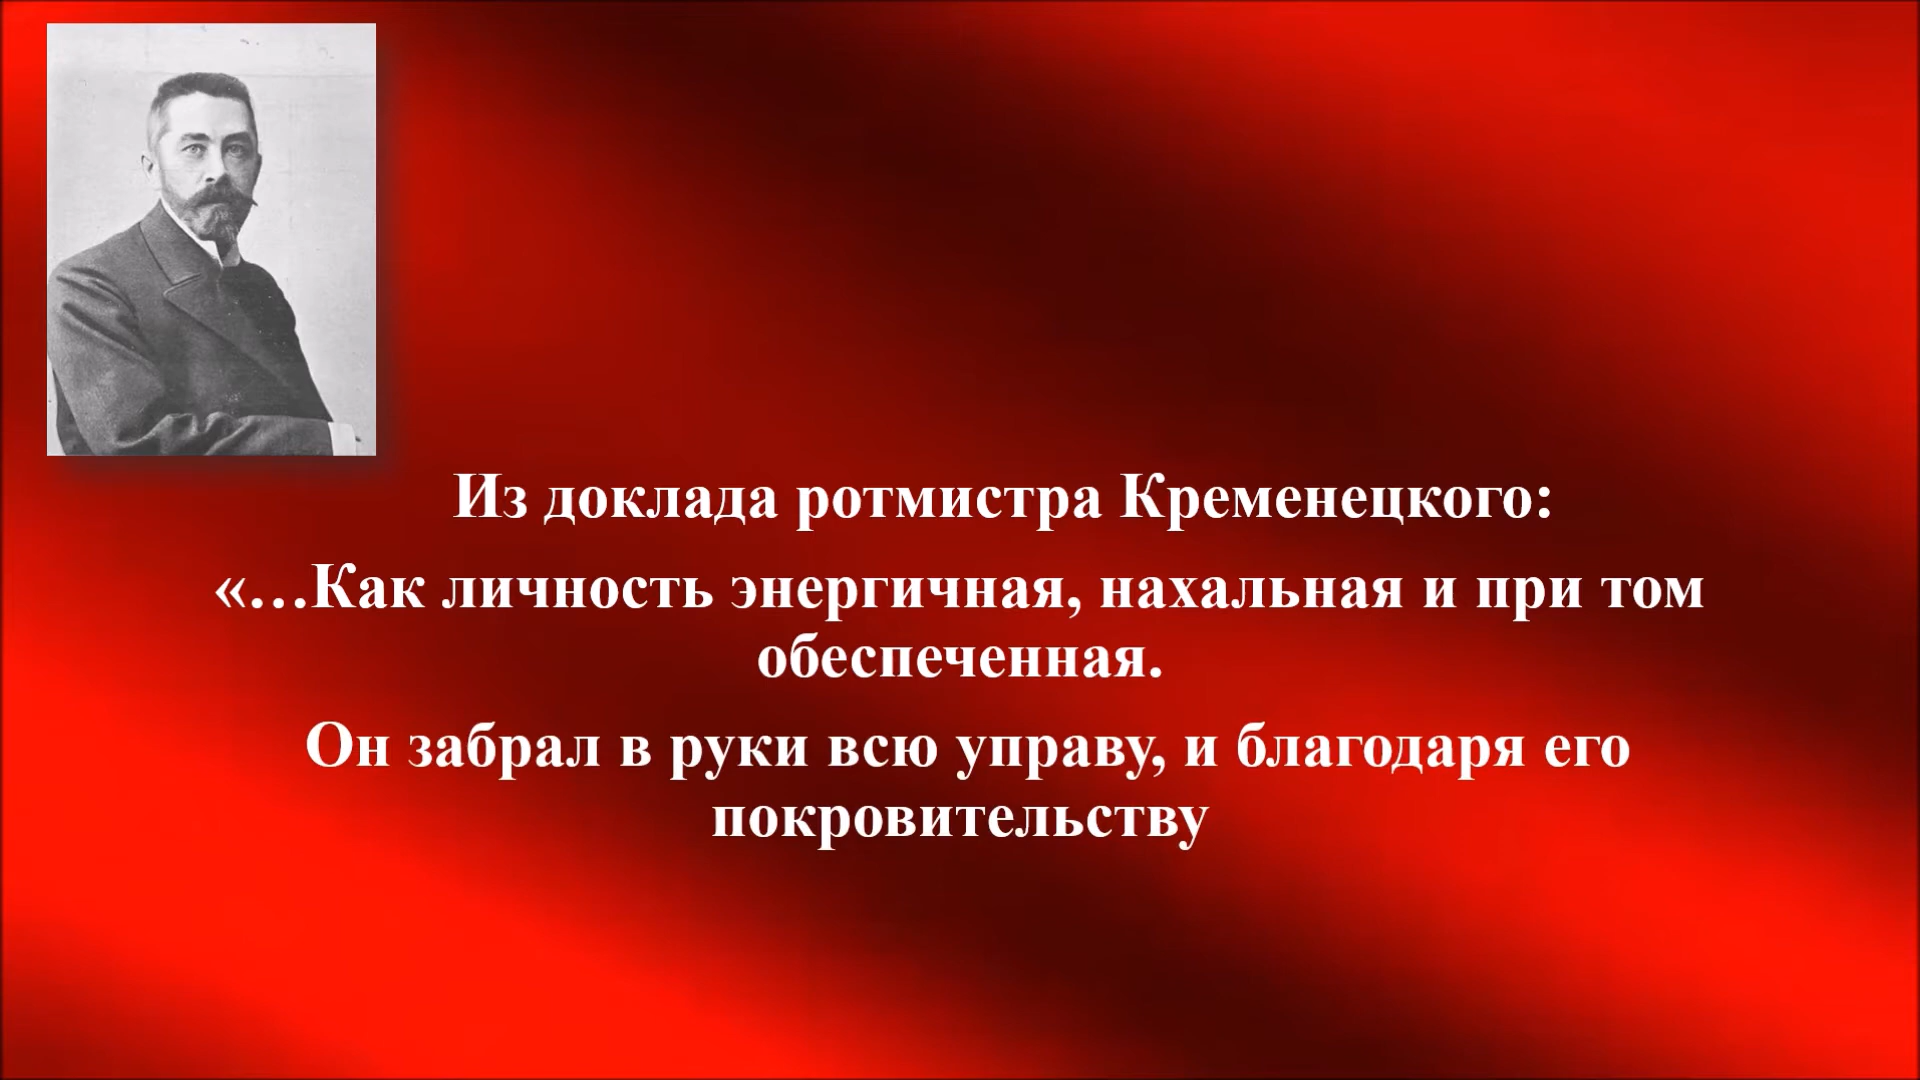 Из доклада ротмистра Кременецкого:
«…Как личность энергичная, нахальная и при том
обеспеченная.
Он забрал в руки всю управу, и благодаря его
покровительству